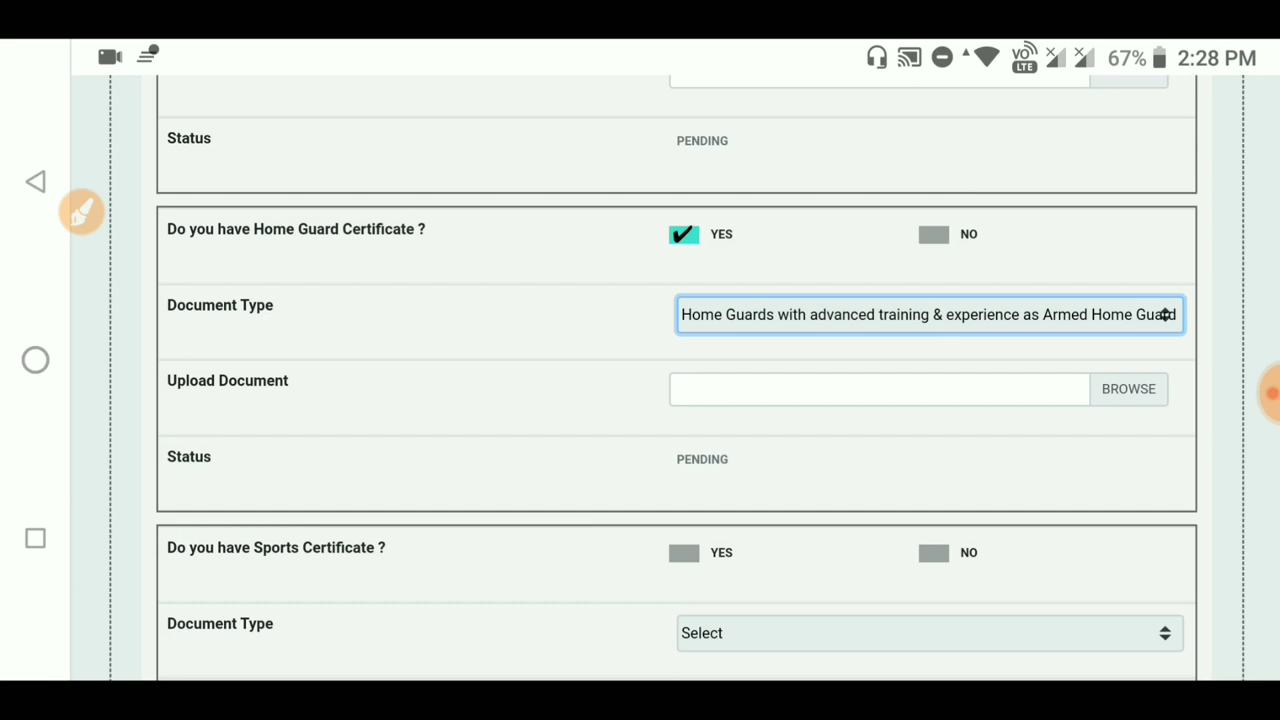 VO
LTE
67%
2:28 PM
Status
PENDING
Do you have Home Guard Certificate ?
YES
NO
Document Type
Home Guards with advanced training & experience as Armed Home Guard
Upload Document
BROWSE
Status
PENDING
Do you have Sports Certificate ?
YES
NO
Document Type
Select